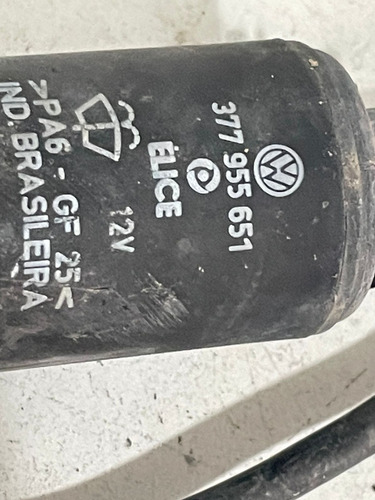 377 955 651
ELICE
12V
>PA6 - GF 25<
IND. BRASILEIRA